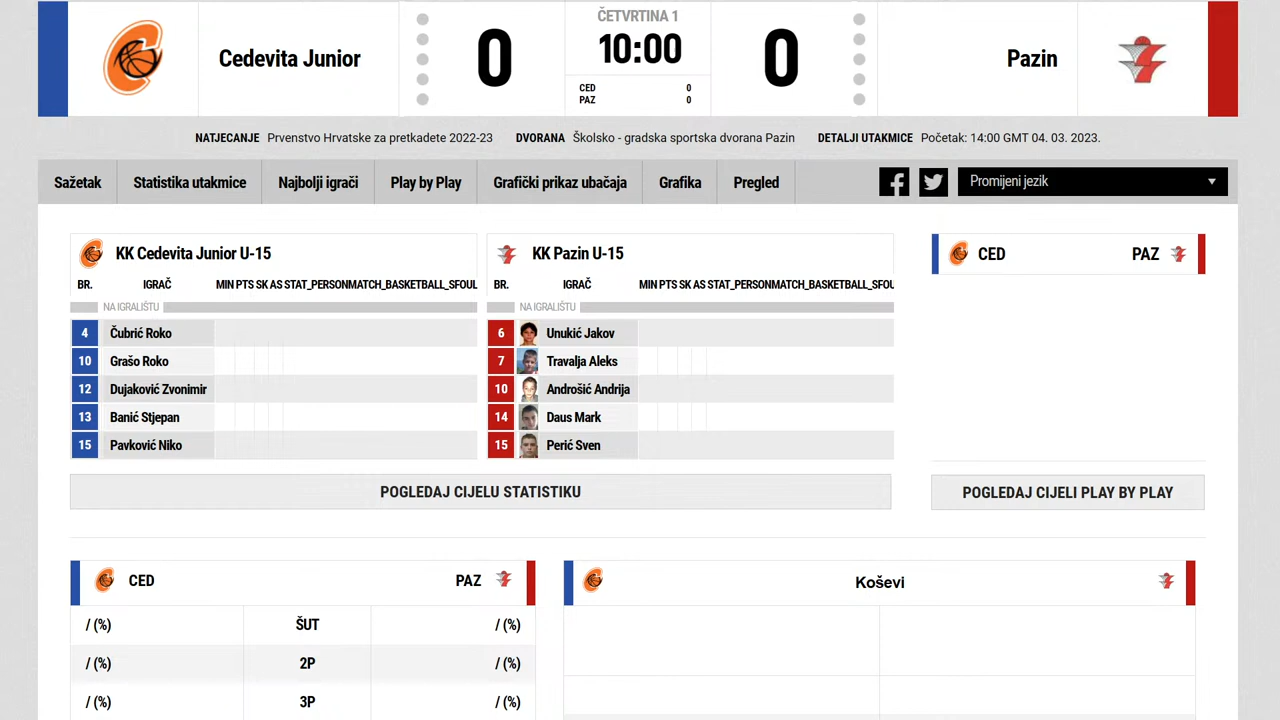 ČETVRTINA 1
Cedevita Junior
0
10:00
0
Pazin
CED 0
PAZ 0
NATJECANJE Prvenstvo Hrvatske za pretkadete 2022-23 DVORANA Školsko - gradska sportska dvorana Pazin DETALJI UTAKMICE Početak: 14:00 GMT 04. 03. 2023.
Sažetak Statistika utakmice Najbolji igrači Play by Play Grafički prikaz ubačaja Grafika Pregled Promijeni jezik
KK Cedevita Junior U-15
BR. IGRAČ MIN PTS SK AS STAT_PERSONMATCH_BASKETBALL_SFOUL
NA IGRALIŠTU
4 Čubrić Roko
10 Grašo Roko
12 Dujaković Zvonimir
13 Banić Stjepan
15 Pavković Niko
KK Pazin U-15
BR. IGRAČ MIN PTS SK AS STAT_PERSONMATCH_BASKETBALL_SFOU
NA IGRALIŠTU
6 Unukić Jakov
7 Travalja Aleks
10 Androšić Andrija
14 Daus Mark
15 Perić Sven
POGLEDAJ CIJELU STATISTIKU
CED PAZ
POGLEDAJ CIJELI PLAY BY PLAY
CED PAZ
/ (%) ŠUT / (%)
/ (%) 2P / (%)
/ (%) 3P / (%)
Koševi